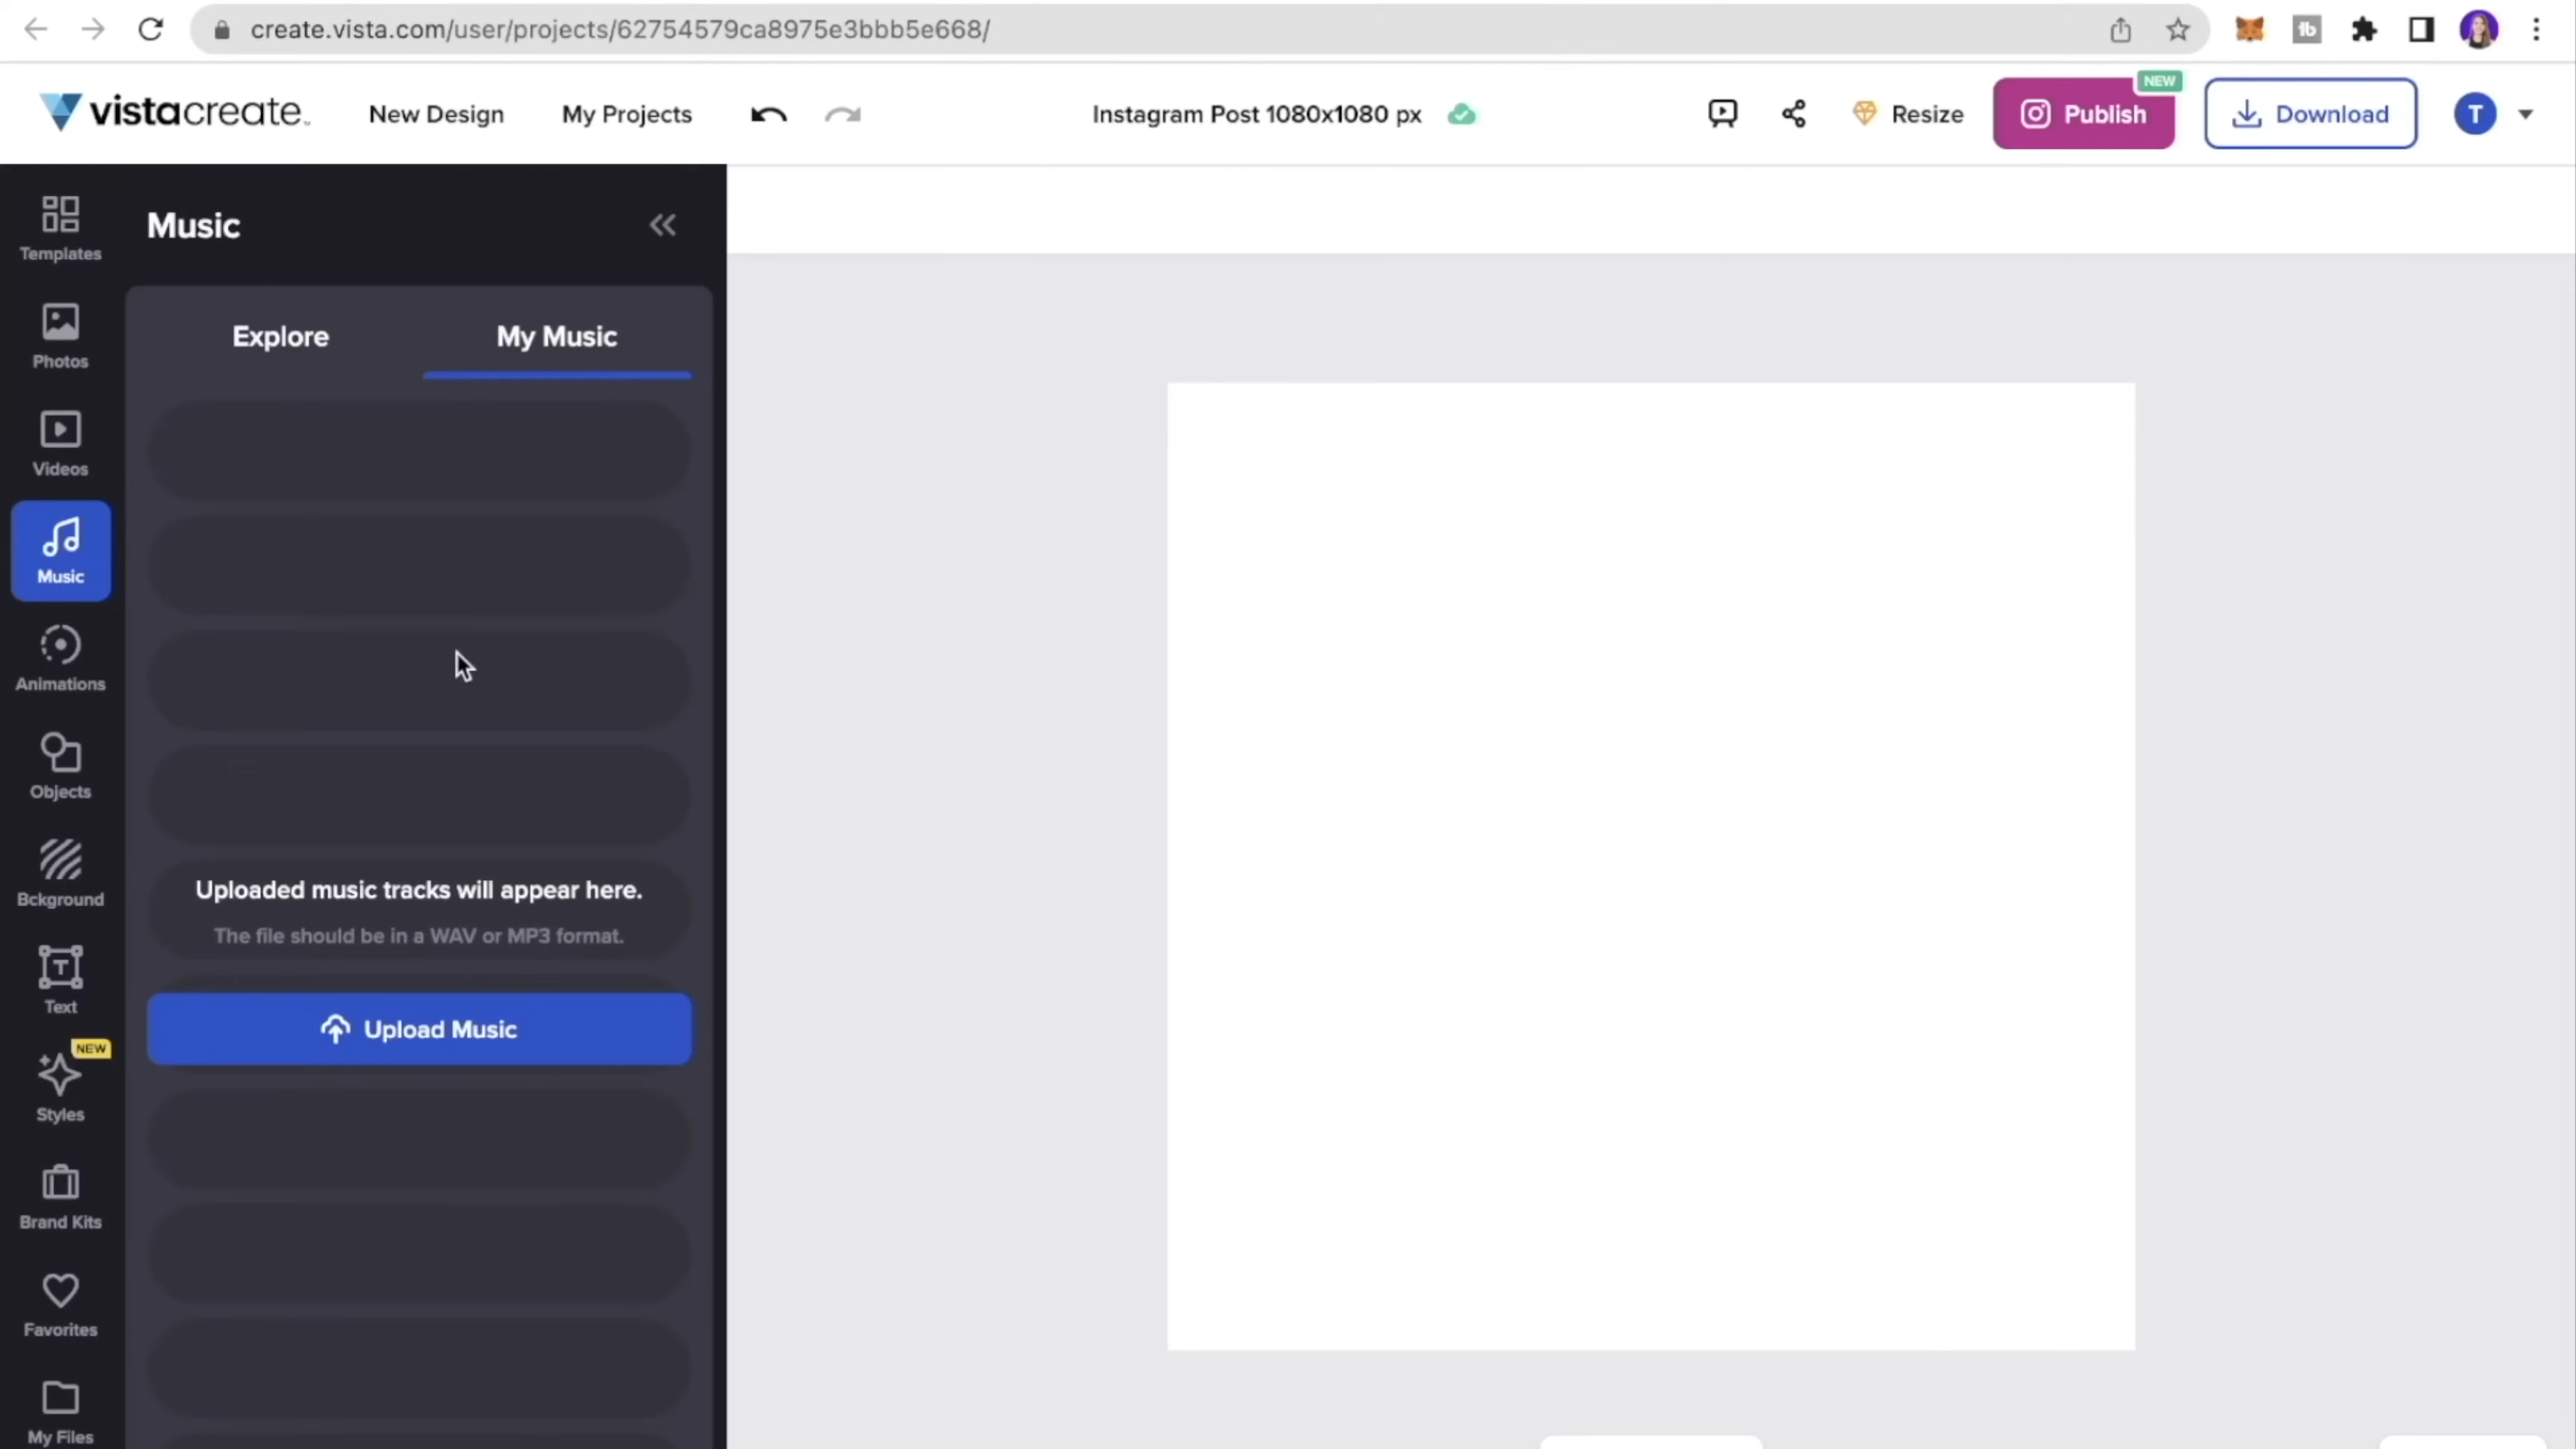 create.vista.com/user/projects/62754579ca8975e3bbb5e668/
vistacreate
New Design
My Projects
Instagram Post 1080x1080 px
Resize
Publish
NEW
Download
T
Templates
Photos
Videos
Music
Animations
Objects
Bckground
Text
NEW
Styles
Brand Kits
Favorites
My Files
Music
Explore
My Music
Uploaded music tracks will appear here.
The file should be in a WAV or MP3 format.
Upload Music